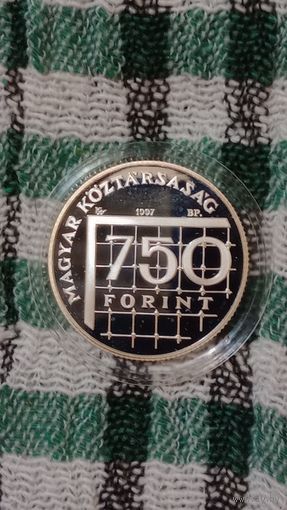 MAGYAR KÖZTÁRSASÁG
1997 BP.
750
FORINT